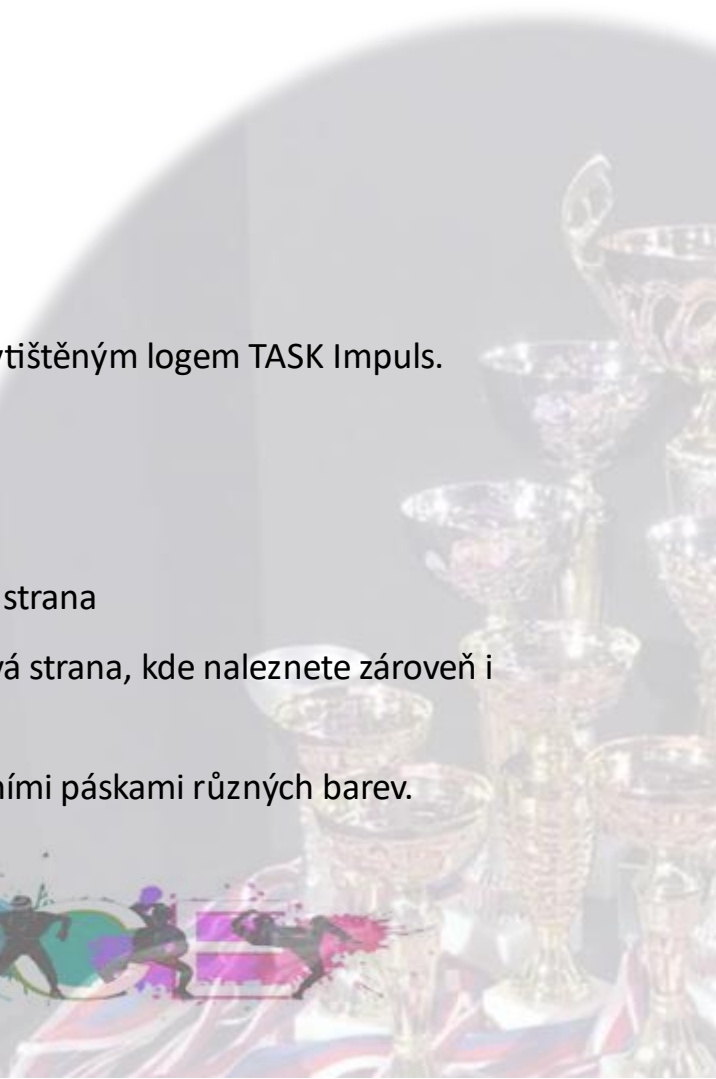 ytištěným logem TASK Impuls.
strana
vá strana, kde naleznete zároveň i
ními páskami různých barev.